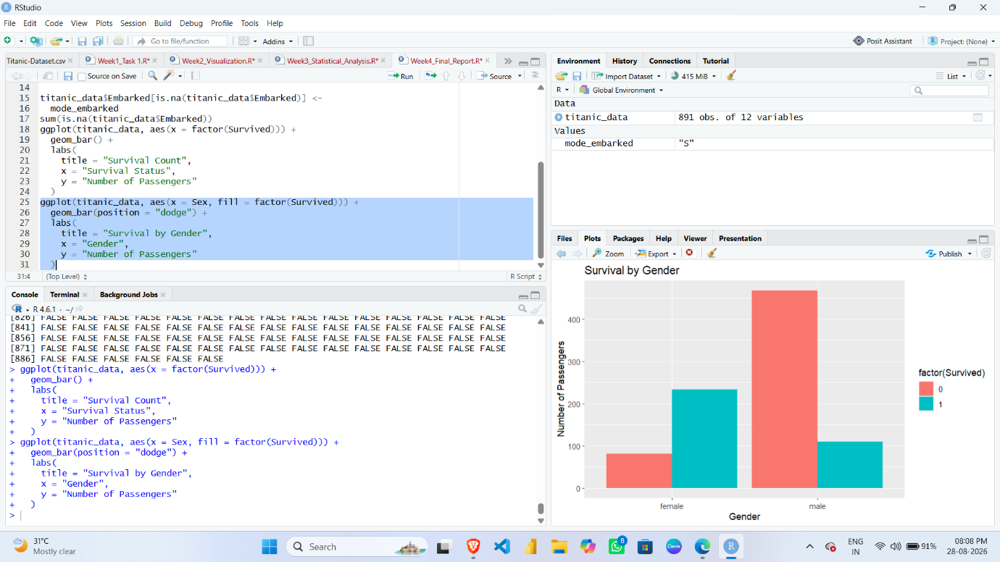 RStudio
File Edit Code View Plots Session Build Debug Profile Tools Help
Go to file/function Addins Posit Assistant Project: (None)
Titanic-Dataset.csv Week1_Task 1.R* Week2_Visualization.R* Week3_Statistical_Analysis.R* Week4_Final_Report.R*
Source on Save Run Source
14
15 titanic_data$Embarked[is.na(titanic_data$Embarked)] <-
16 mode_embarked
17 sum(is.na(titanic_data$Embarked))
18 ggplot(titanic_data, aes(x = factor(Survived))) +
19 geom_bar() +
20 labs(
21 title = "Survival Count",
22 x = "Survival Status",
23 y = "Number of Passengers"
24 )
25 ggplot(titanic_data, aes(x = Sex, fill = factor(Survived))) +
26 geom_bar(position = "dodge") +
27 labs(
28 title = "Survival by Gender",
29 x = "Gender",
30 y = "Number of Passengers"
31 )
31:4 (Top Level) R Script
Console Terminal Background Jobs
R 4.6.1 · ~/
[826] FALSE FALSE FALSE FALSE FALSE FALSE FALSE FALSE FALSE FALSE FALSE FALSE FALSE FALSE FALSE
[841] FALSE FALSE FALSE FALSE FALSE FALSE FALSE FALSE FALSE FALSE FALSE FALSE FALSE FALSE FALSE
[856] FALSE FALSE FALSE FALSE FALSE FALSE FALSE FALSE FALSE FALSE FALSE FALSE FALSE FALSE FALSE
[871] FALSE FALSE FALSE FALSE FALSE FALSE FALSE FALSE FALSE FALSE FALSE FALSE FALSE FALSE FALSE
[886] FALSE FALSE FALSE FALSE FALSE FALSE
> ggplot(titanic_data, aes(x = factor(Survived))) +
+ geom_bar() +
+ labs(
+ title = "Survival Count",
+ x = "Survival Status",
+ y = "Number of Passengers"
+ )
> ggplot(titanic_data, aes(x = Sex, fill = factor(Survived))) +
+ geom_bar(position = "dodge") +
+ labs(
+ title = "Survival by Gender",
+ x = "Gender",
+ y = "Number of Passengers"
+ )
>
Environment History Connections Tutorial
Import Dataset 415 MiB List
R Global Environment
Data
titanic_data 891 obs. of 12 variables
Values
mode_embarked "S"
Files Plots Packages Help Viewer Presentation
Zoom Export Publish
Survival by Gender
Number of Passengers
400
300
200
100
0
female male
Gender
factor(Survived)
0
1
31°C
Mostly clear
Search
8
Canva
ENG
IN
91%
08:08 PM
28-08-2026